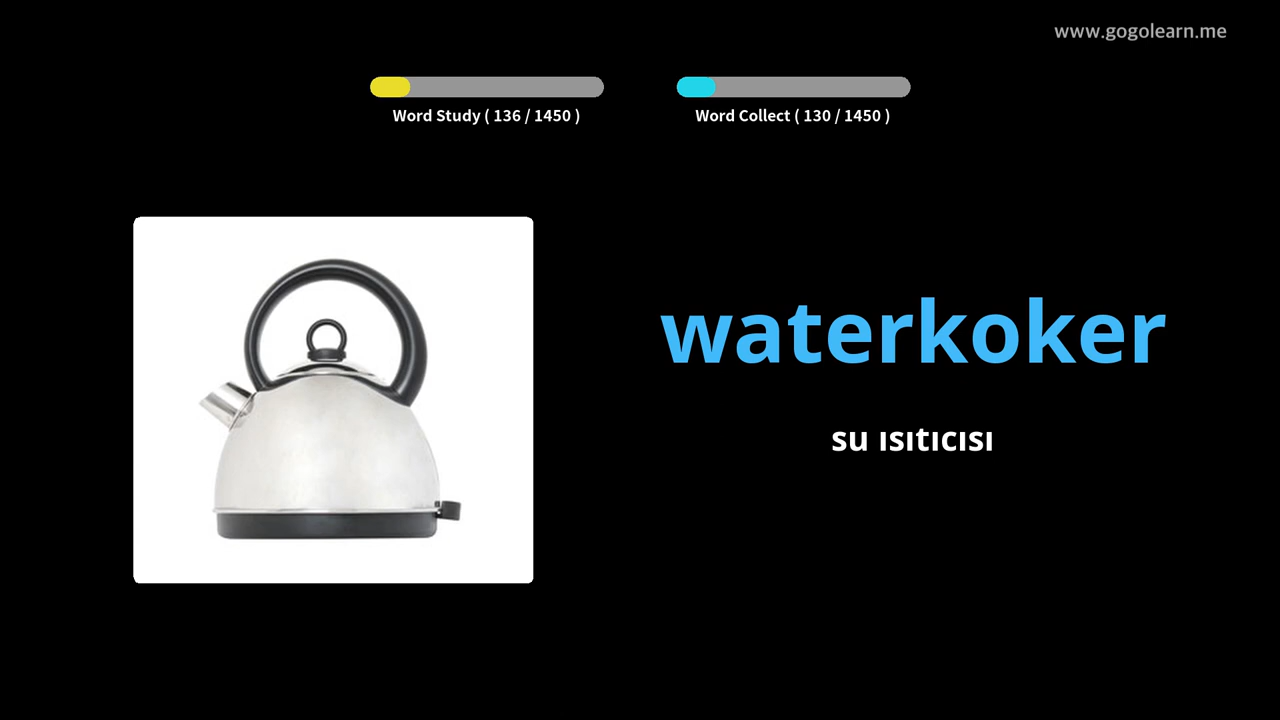 www.gogolearn.me
Word Study ( 136 / 1450 )
Word Collect ( 130 / 1450 )
waterkoker
su ısıtıcısı